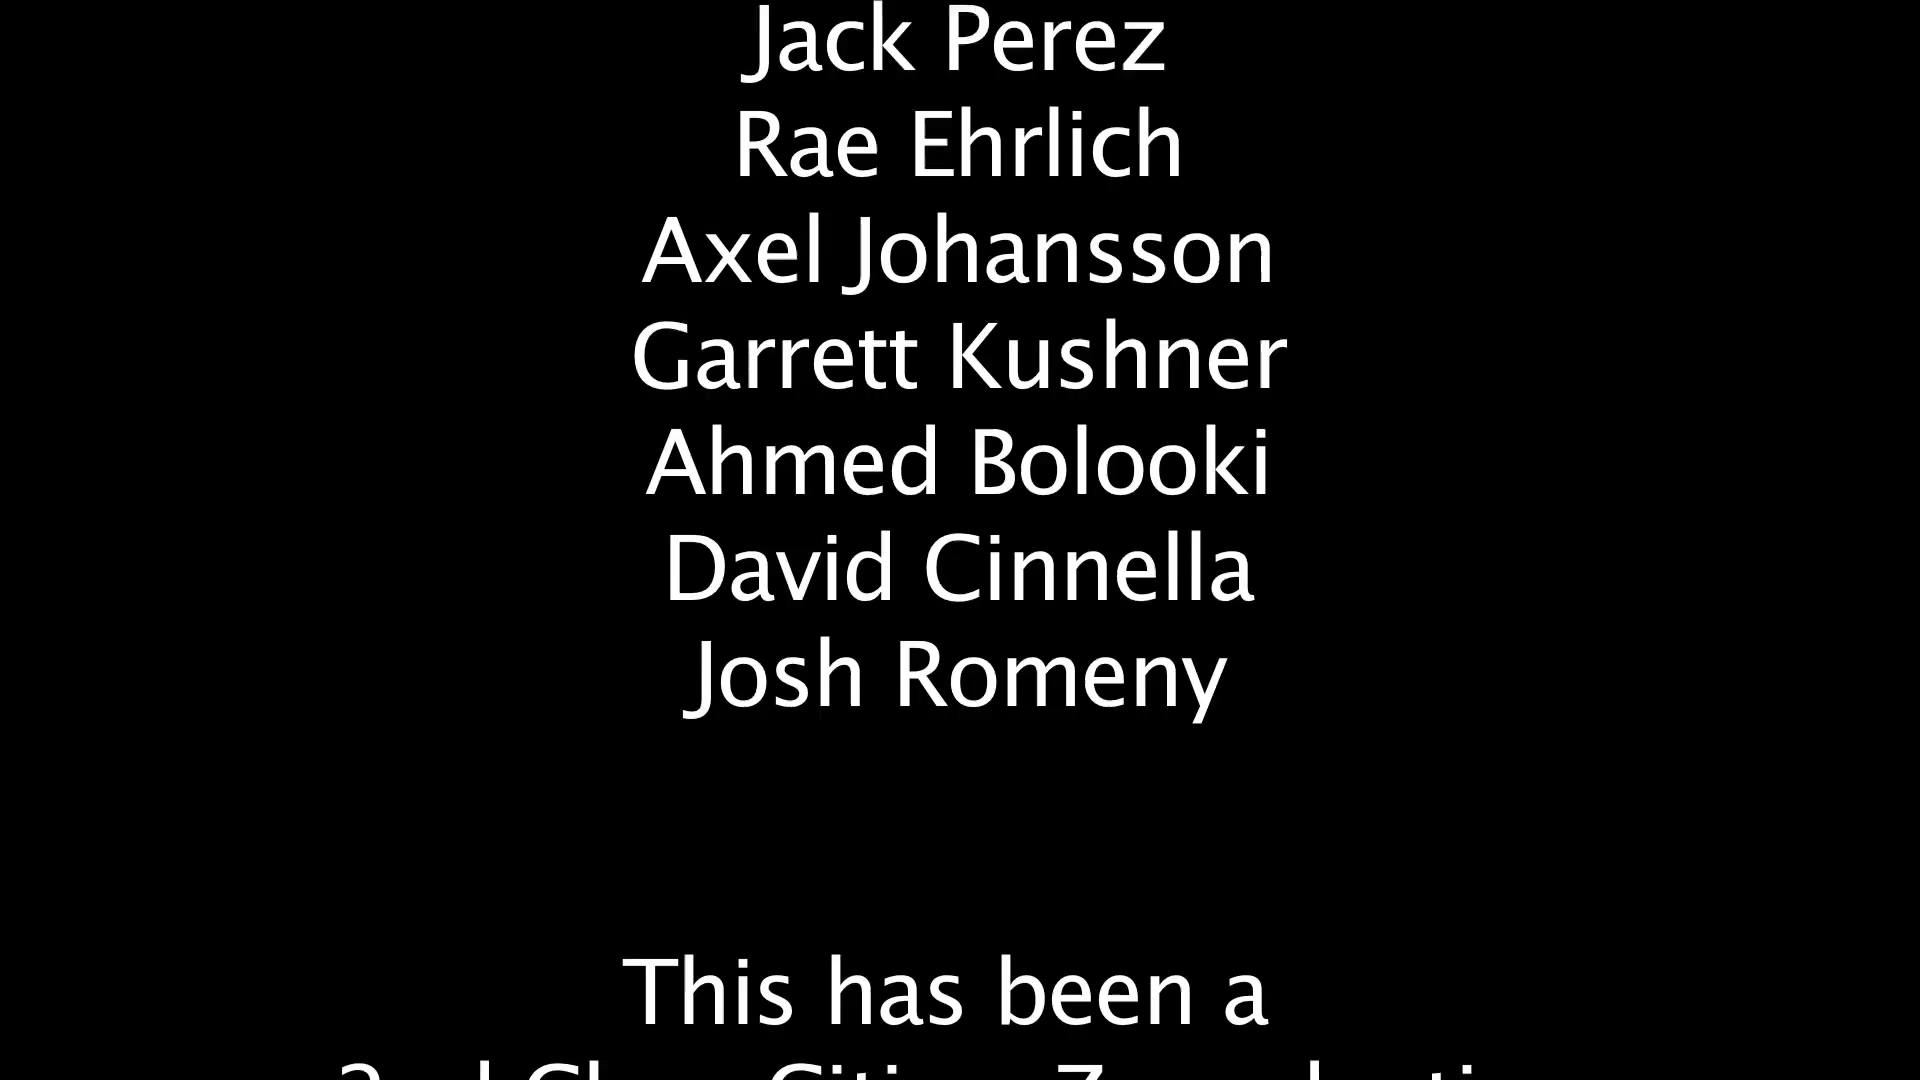 Jack Perez
Rae Ehrlich
Axel Johansson
Garrett Kushner
Ahmed Bolooki
David Cinnella
Josh Romeny
This has been a